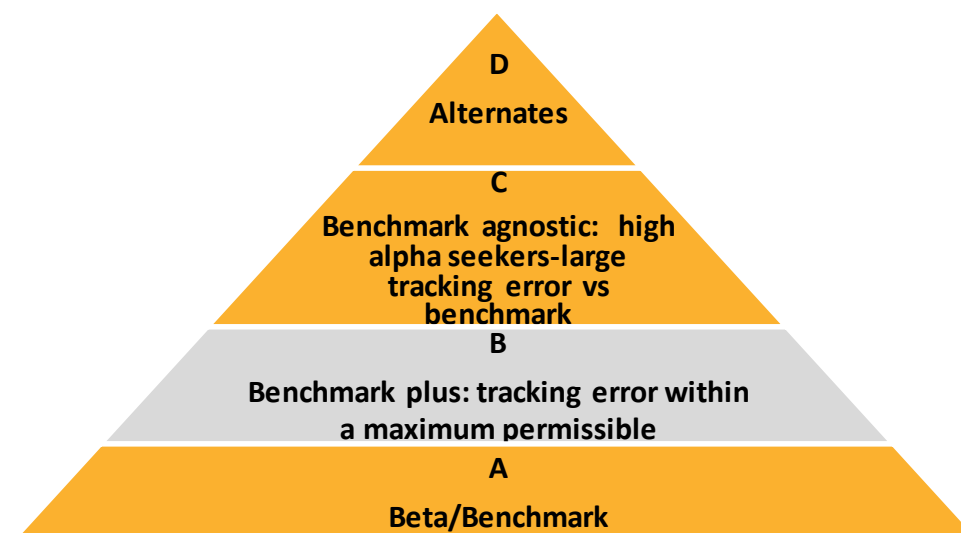 D
Alternates
C
Benchmark agnostic: high
alpha seekers-large
tracking error vs
benchmark
B
Benchmark plus: tracking error within
a maximum permissible
A
Beta/Benchmark